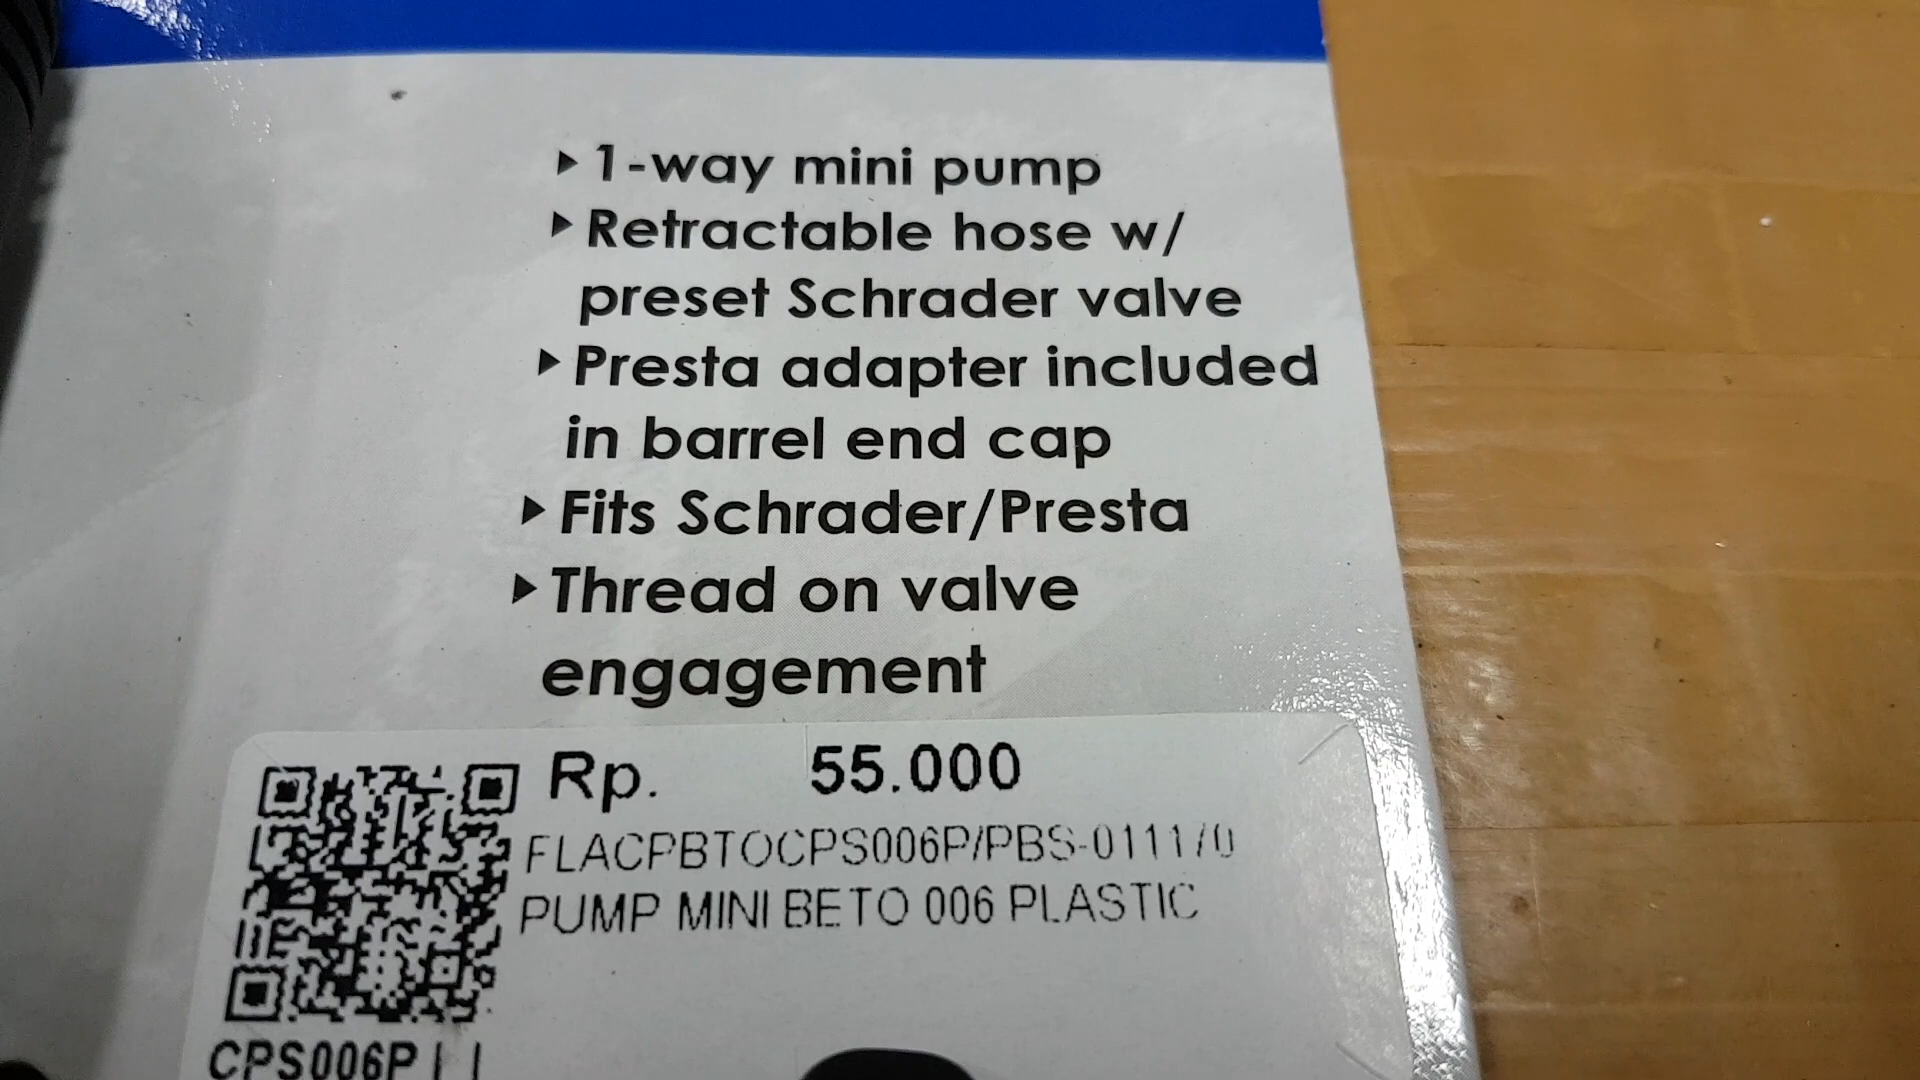 ▸ 1-way mini pump
▸ Retractable hose w/
preset Schrader valve
▸ Presta adapter included
in barrel end cap
▸ Fits Schrader/Presta
▸ Thread on valve
engagement
Rp. 55.000
FLACPBTOCPS006P/PBS-0111/0
PUMP MINI BETO 006 PLASTIC
CPS006P